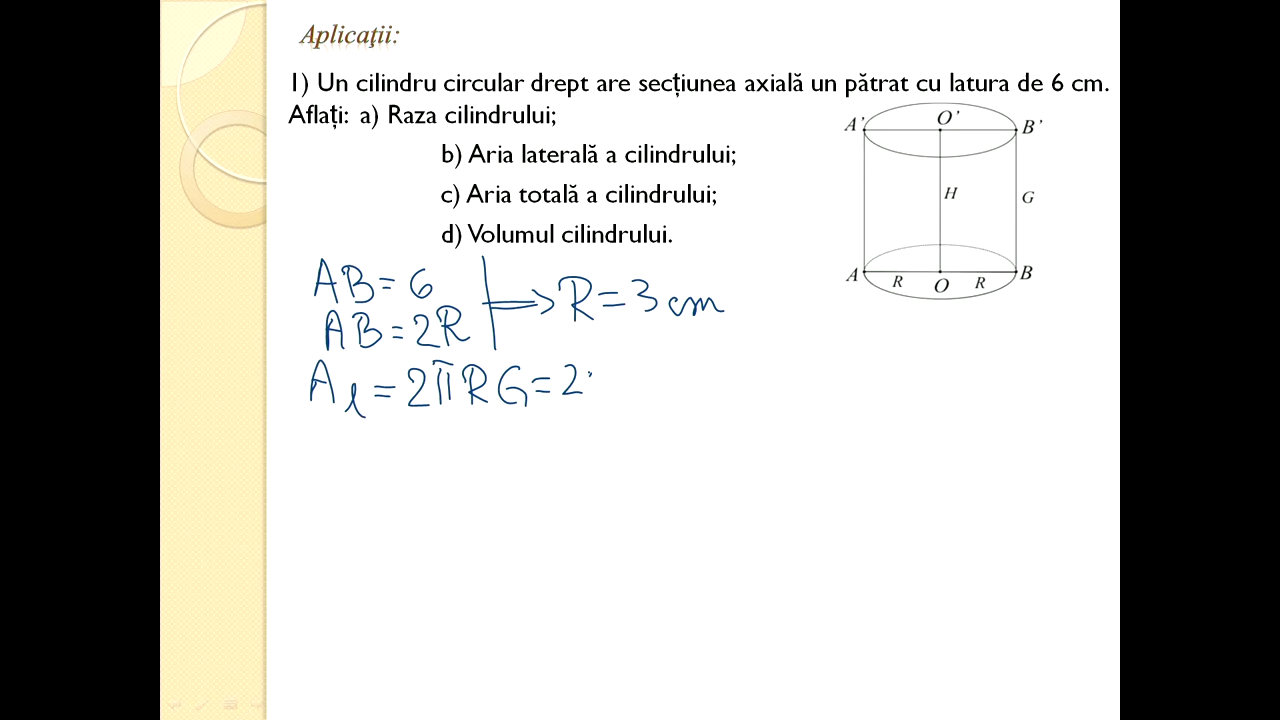 Aplicaţii:
1) Un cilindru circular drept are secțiunea axială un pătrat cu latura de 6 cm.
Aflați: a) Raza cilindrului;
b) Aria laterală a cilindrului;
c) Aria totală a cilindrului;
d) Volumul cilindrului.
A' O' B'
H G
A R O R B
AB = 6
AB = 2R => R = 3 cm
Al = 2πRG = 2·